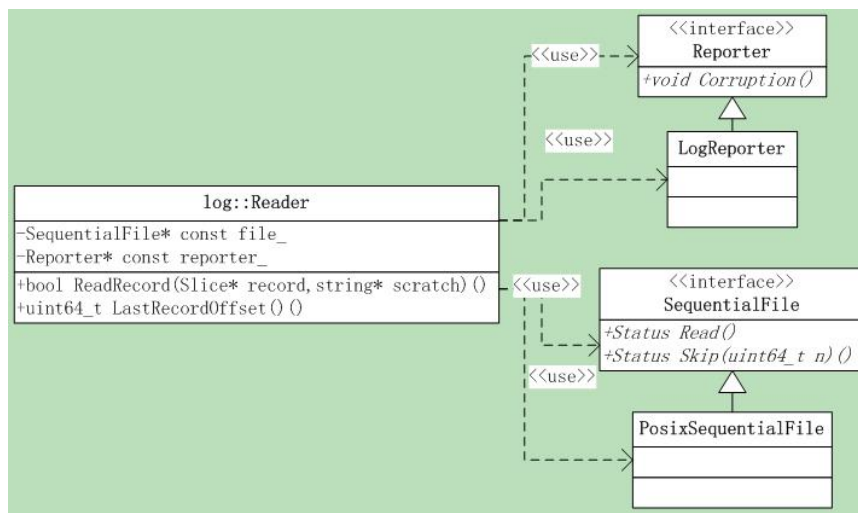 <<interface>>
Reporter
+void Corruption()
<<use>>
<<use>>
LogReporter
log::Reader
-SequentialFile* const file_
-Reporter* const reporter_
+bool ReadRecord(Slice* record,string* scratch)()
+uint64_t LastRecordOffset()()
<<use>>
<<interface>>
SequentialFile
+Status Read()
+Status Skip(uint64_t n)()
<<use>>
PosixSequentialFile